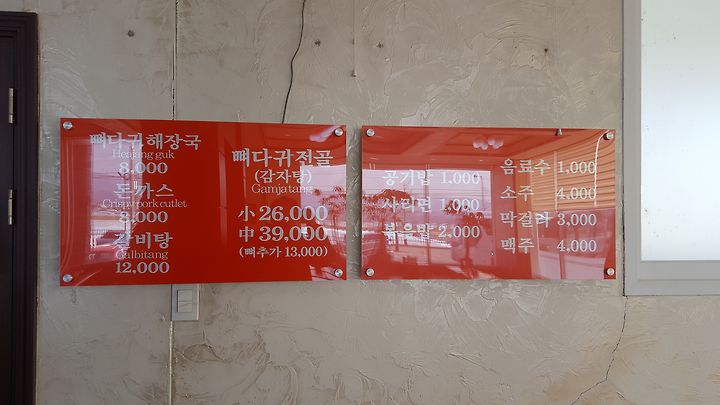 뼈다귀해장국
Heajang guk
8,000
돈까스
Crispy pork cutlet
8,000
갈비탕
Galbitang
12,000
뼈다귀전골
(감자탕)
Gamjatang
小 26,000
中 39,000
(뼈추가 13,000)
공기밥 1,000
사리면 1,000
볶음밥 2,000
음료수 1,000
소주 4,000
막걸리 3,000
맥주 4,000